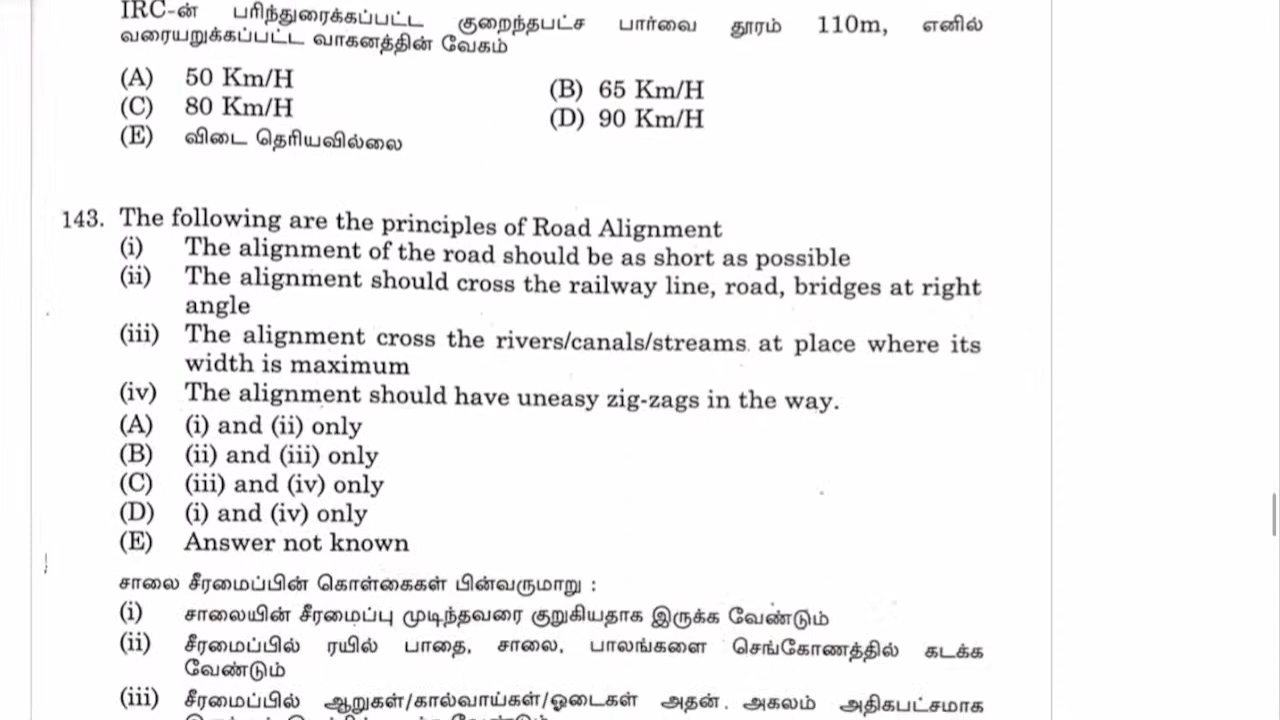 IRC-ன் பரிந்துரைக்கப்பட்ட குறைந்தபட்ச பார்வை தூரம் 110m, எனில்
வரையறுக்கப்பட்ட வாகனத்தின் வேகம்
(A) 50 Km/H (B) 65 Km/H
(C) 80 Km/H (D) 90 Km/H
(E) விடை தெரியவில்லை
143. The following are the principles of Road Alignment
(i) The alignment of the road should be as short as possible
(ii) The alignment should cross the railway line, road, bridges at right
angle
(iii) The alignment cross the rivers/canals/streams at place where its
width is maximum
(iv) The alignment should have uneasy zig-zags in the way.
(A) (i) and (ii) only
(B) (ii) and (iii) only
(C) (iii) and (iv) only
(D) (i) and (iv) only
(E) Answer not known
சாலை சீரமைப்பின் கொள்கைகள் பின்வருமாறு :
(i) சாலையின் சீரமைப்பு முடிந்தவரை குறுகியதாக இருக்க வேண்டும்
(ii) சீரமைப்பில் ரயில் பாதை, சாலை, பாலங்களை செங்கோணத்தில் கடக்க
வேண்டும்
(iii) சீரமைப்பில் ஆறுகள்/கால்வாய்கள்/ஓடைகள் அதன் அகலம் அதிகபட்சமாக